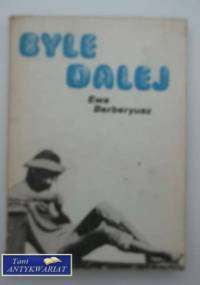 BYLE
DALEJ
Ewa
Berberyusz
Tani
ANTYKWARIAT